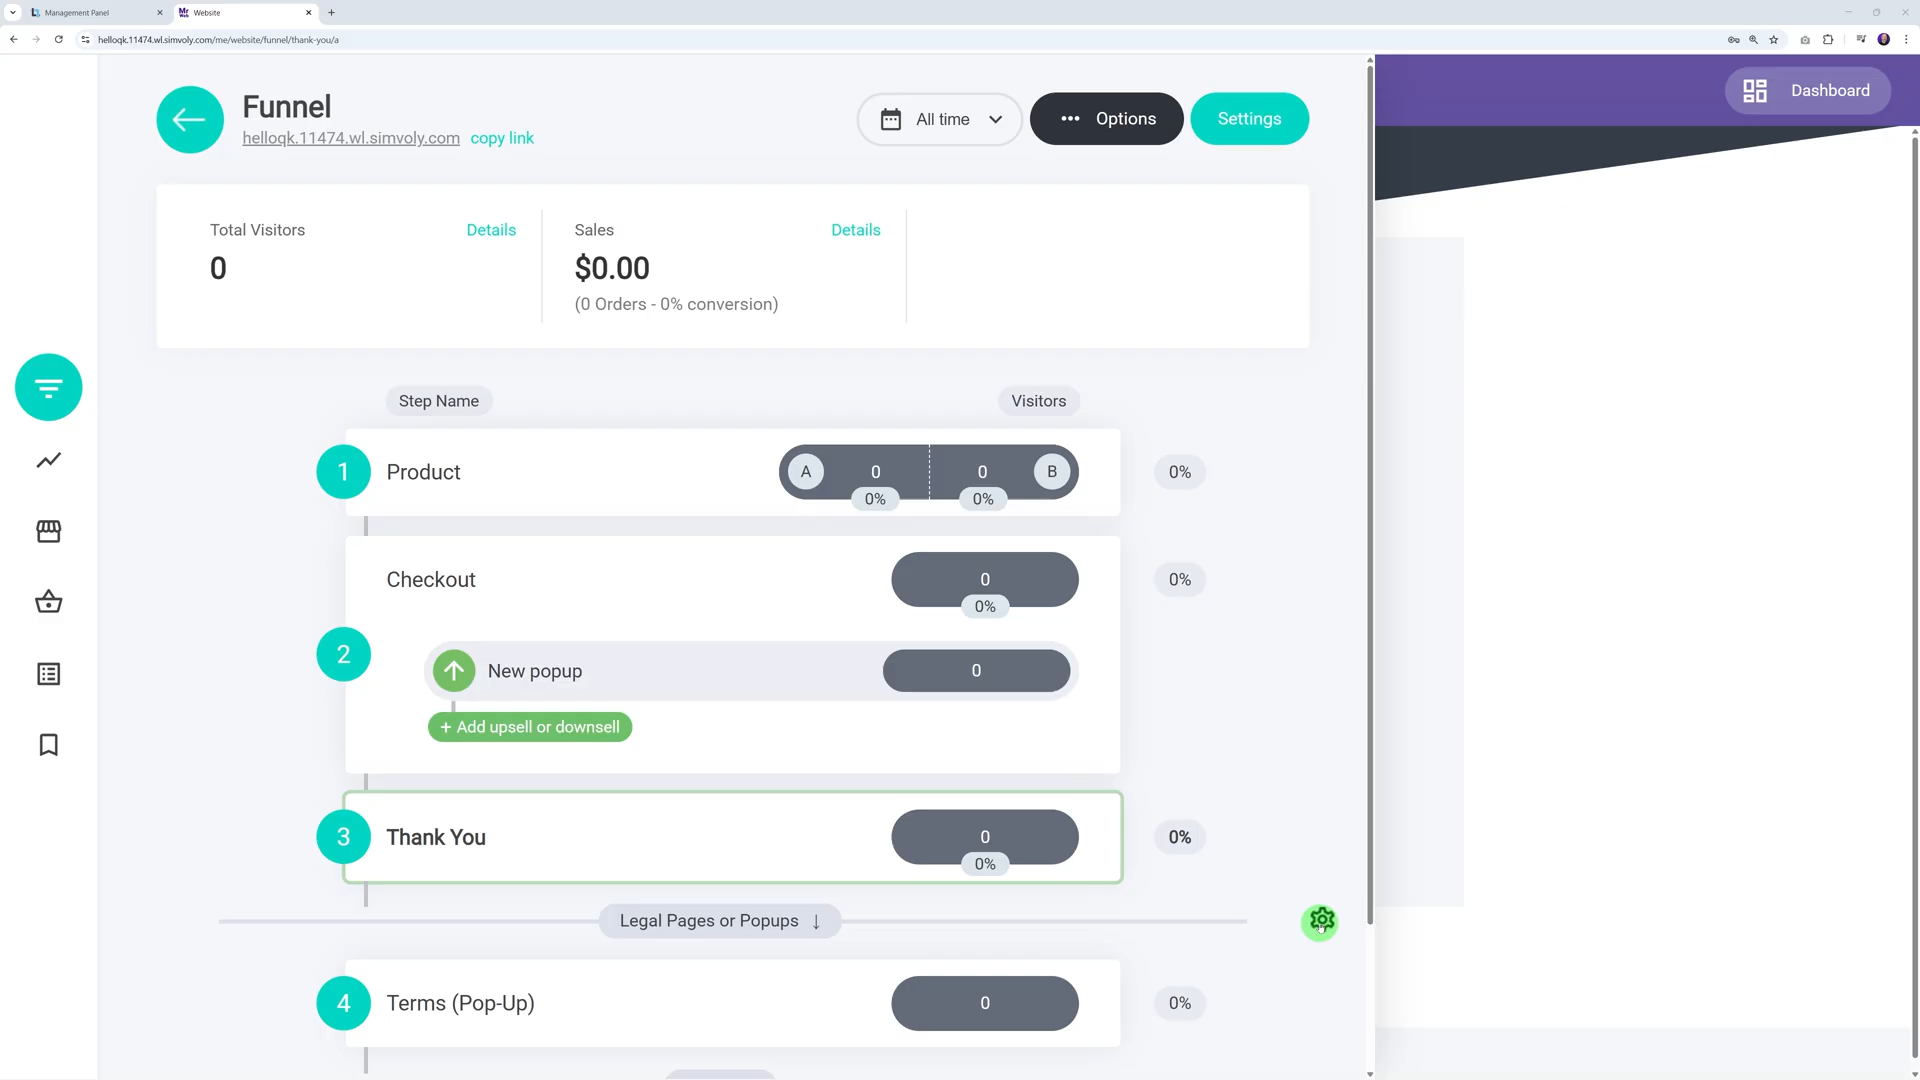 Management Panel
Website
helloqk.11474.wl.simvoly.com/me/website/funnel/thank-you/a
Dashboard
Funnel
helloqk.11474.wl.simvoly.com copy link
All time
Options
Settings
Total Visitors Details
0
Sales Details
$0.00
(0 Orders - 0% conversion)
Step Name Visitors
1 Product A 0 0 B 0%
0% 0%
Checkout 0 0%
0%
2
New popup 0
+ Add upsell or downsell
3 Thank You 0 0%
0%
Legal Pages or Popups ↓
4 Terms (Pop-Up) 0 0%